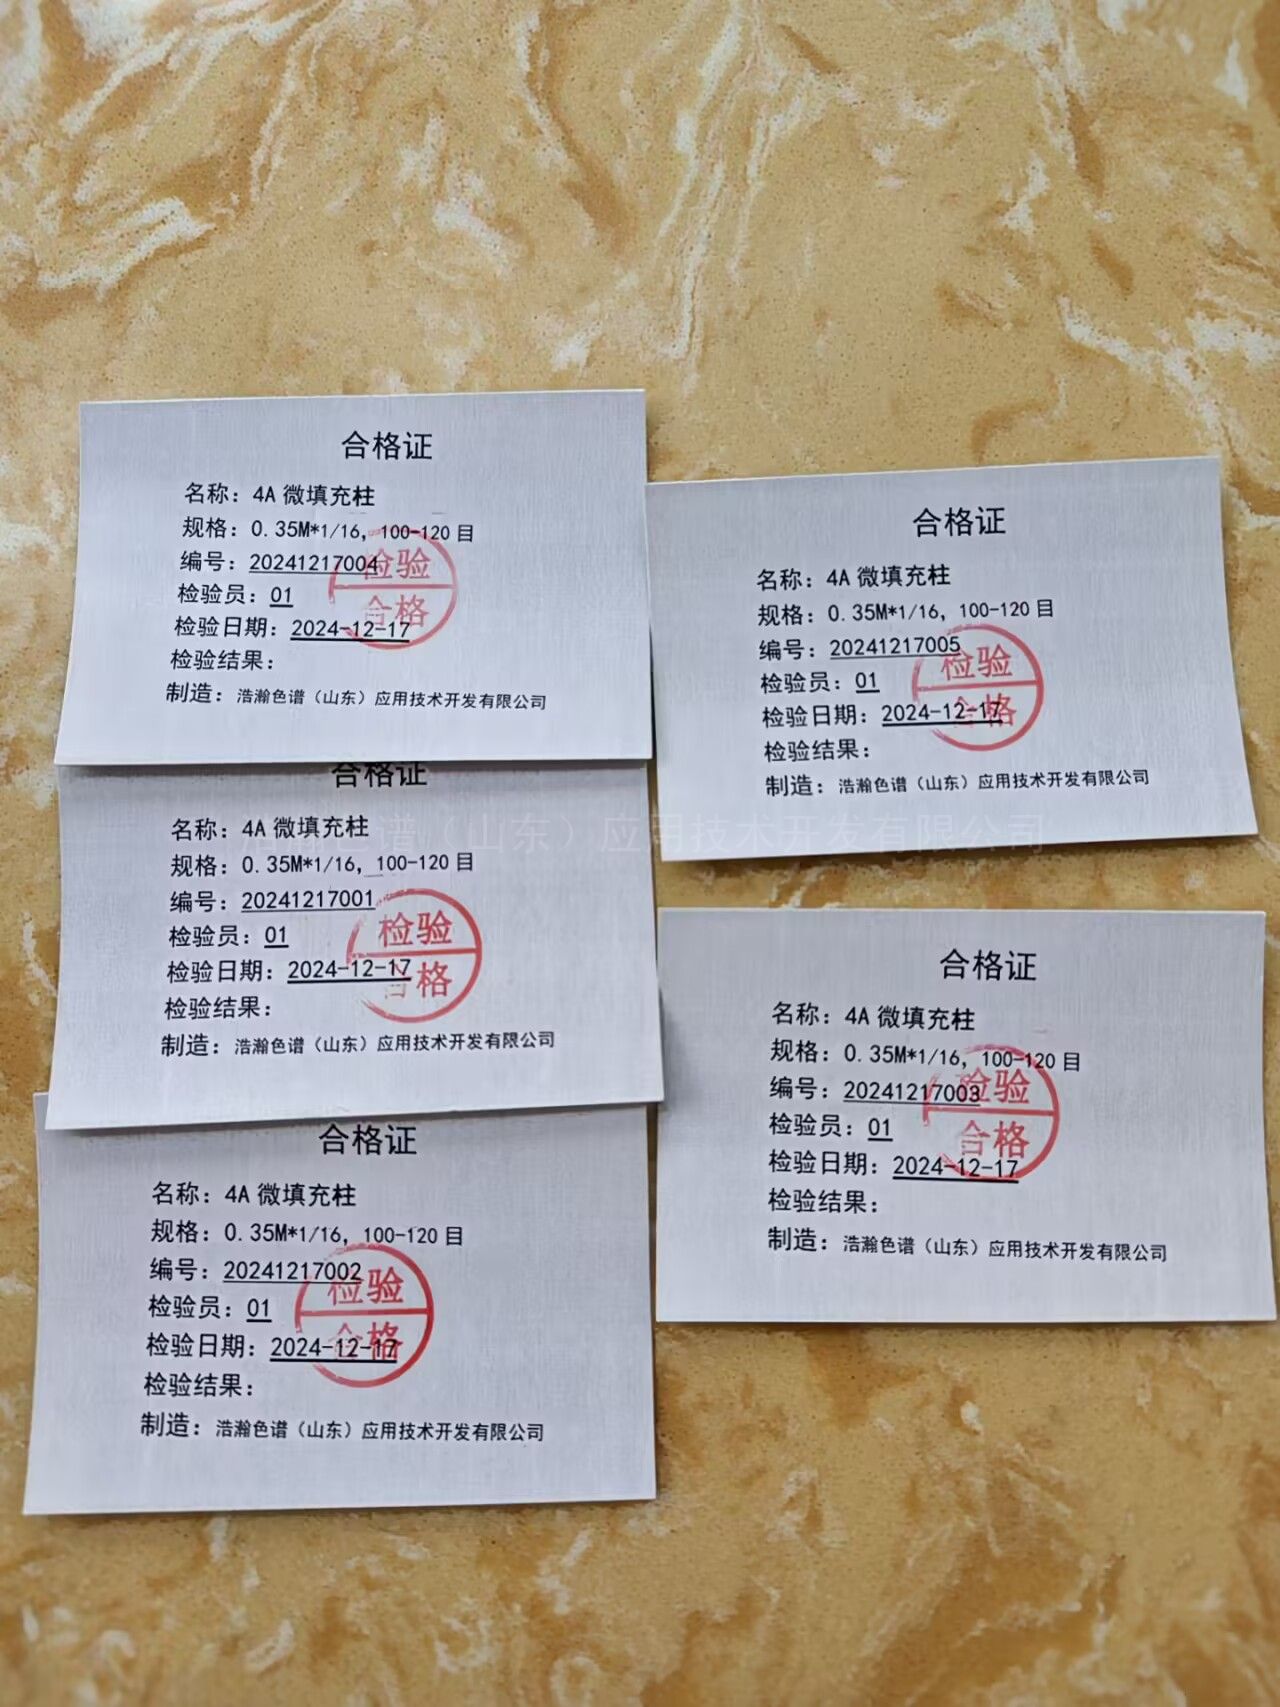 合格证
名称：4A 微填充柱
规格：0.35M*1/16，100-120 目
编号：20241217004
检验员：01
检验日期：2024-12-17
检验结果：
制造：浩瀚色谱（山东）应用技术开发有限公司
检验
合格
合格证
名称：4A 微填充柱
规格：0.35M*1/16，100-120 目
编号：20241217001
检验员：01
检验日期：2024-12-17
检验结果：
制造：浩瀚色谱（山东）应用技术开发有限公司
检验
合格
合格证
名称：4A 微填充柱
规格：0.35M*1/16，100-120 目
编号：20241217002
检验员：01
检验日期：2024-12-17
检验结果：
制造：浩瀚色谱（山东）应用技术开发有限公司
检验
合格
合格证
名称：4A 微填充柱
规格：0.35M*1/16，100-120 目
编号：20241217005
检验员：01
检验日期：2024-12-17
检验结果：
制造：浩瀚色谱（山东）应用技术开发有限公司
检验
合格
合格证
名称：4A 微填充柱
规格：0.35M*1/16，100-120 目
编号：20241217003
检验员：01
检验日期：2024-12-17
检验结果：
制造：浩瀚色谱（山东）应用技术开发有限公司
检验
合格
浩瀚色谱（山东）应用技术开发有限公司